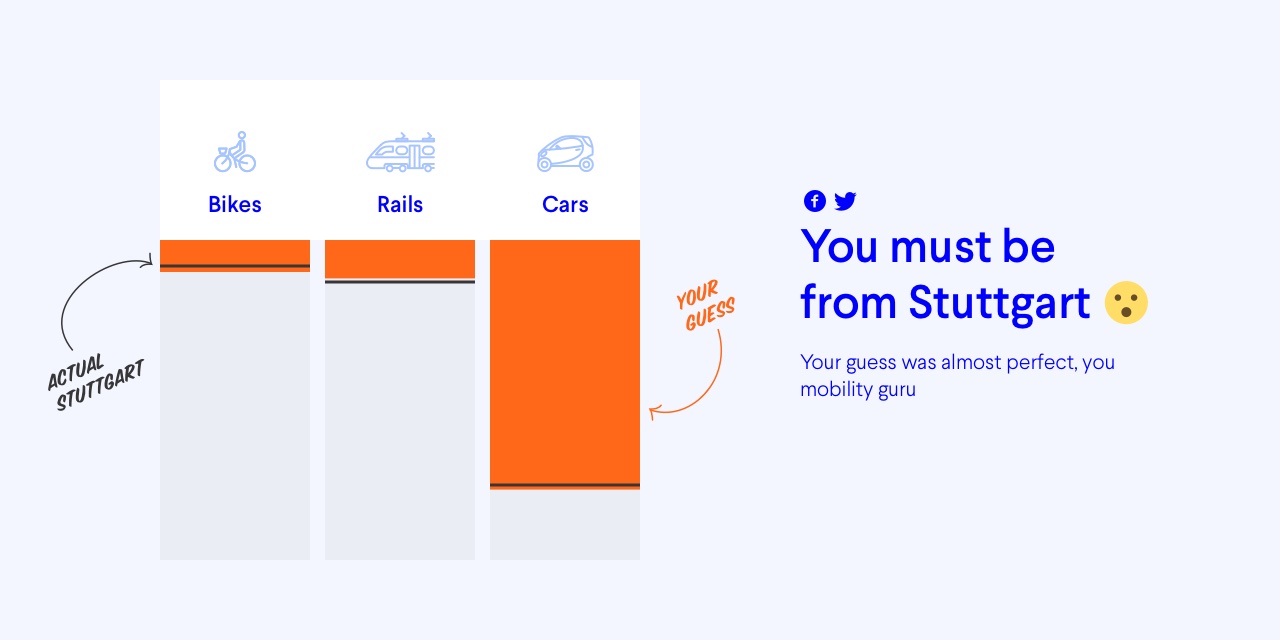 Bikes
Rails
Cars
ACTUAL
STUTTGART
YOUR
GUESS
You must be
from Stuttgart
Your guess was almost perfect, you
mobility guru